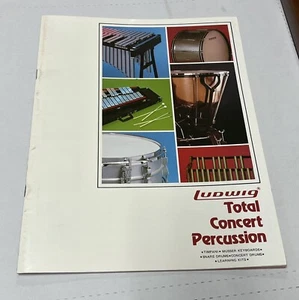 Ludwig®
Total
Concert
Percussion
•TIMPANI •MUSSER KEYBOARDS•
•SNARE DRUMS•CONCERT DRUMS•
•LEARNING KITS•